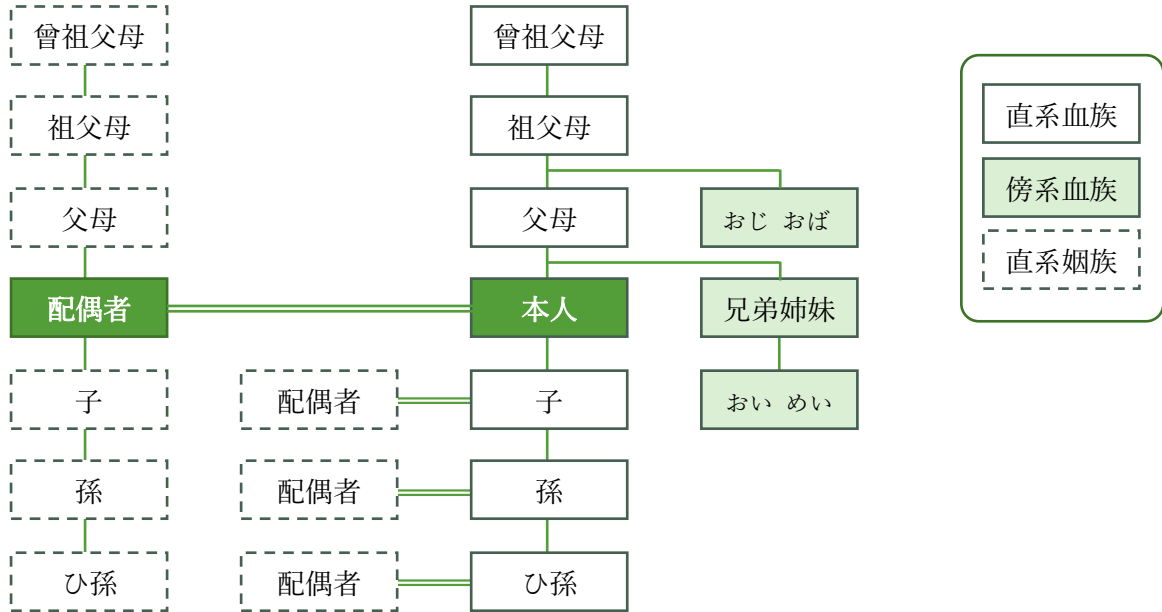 曾祖父母
曾祖父母
祖父母
祖父母
父母
父母
おじ おば
配偶者
本人
兄弟姉妹
子
配偶者
子
おい めい
孫
配偶者
孫
ひ孫
配偶者
ひ孫
直系血族
傍系血族
直系姻族